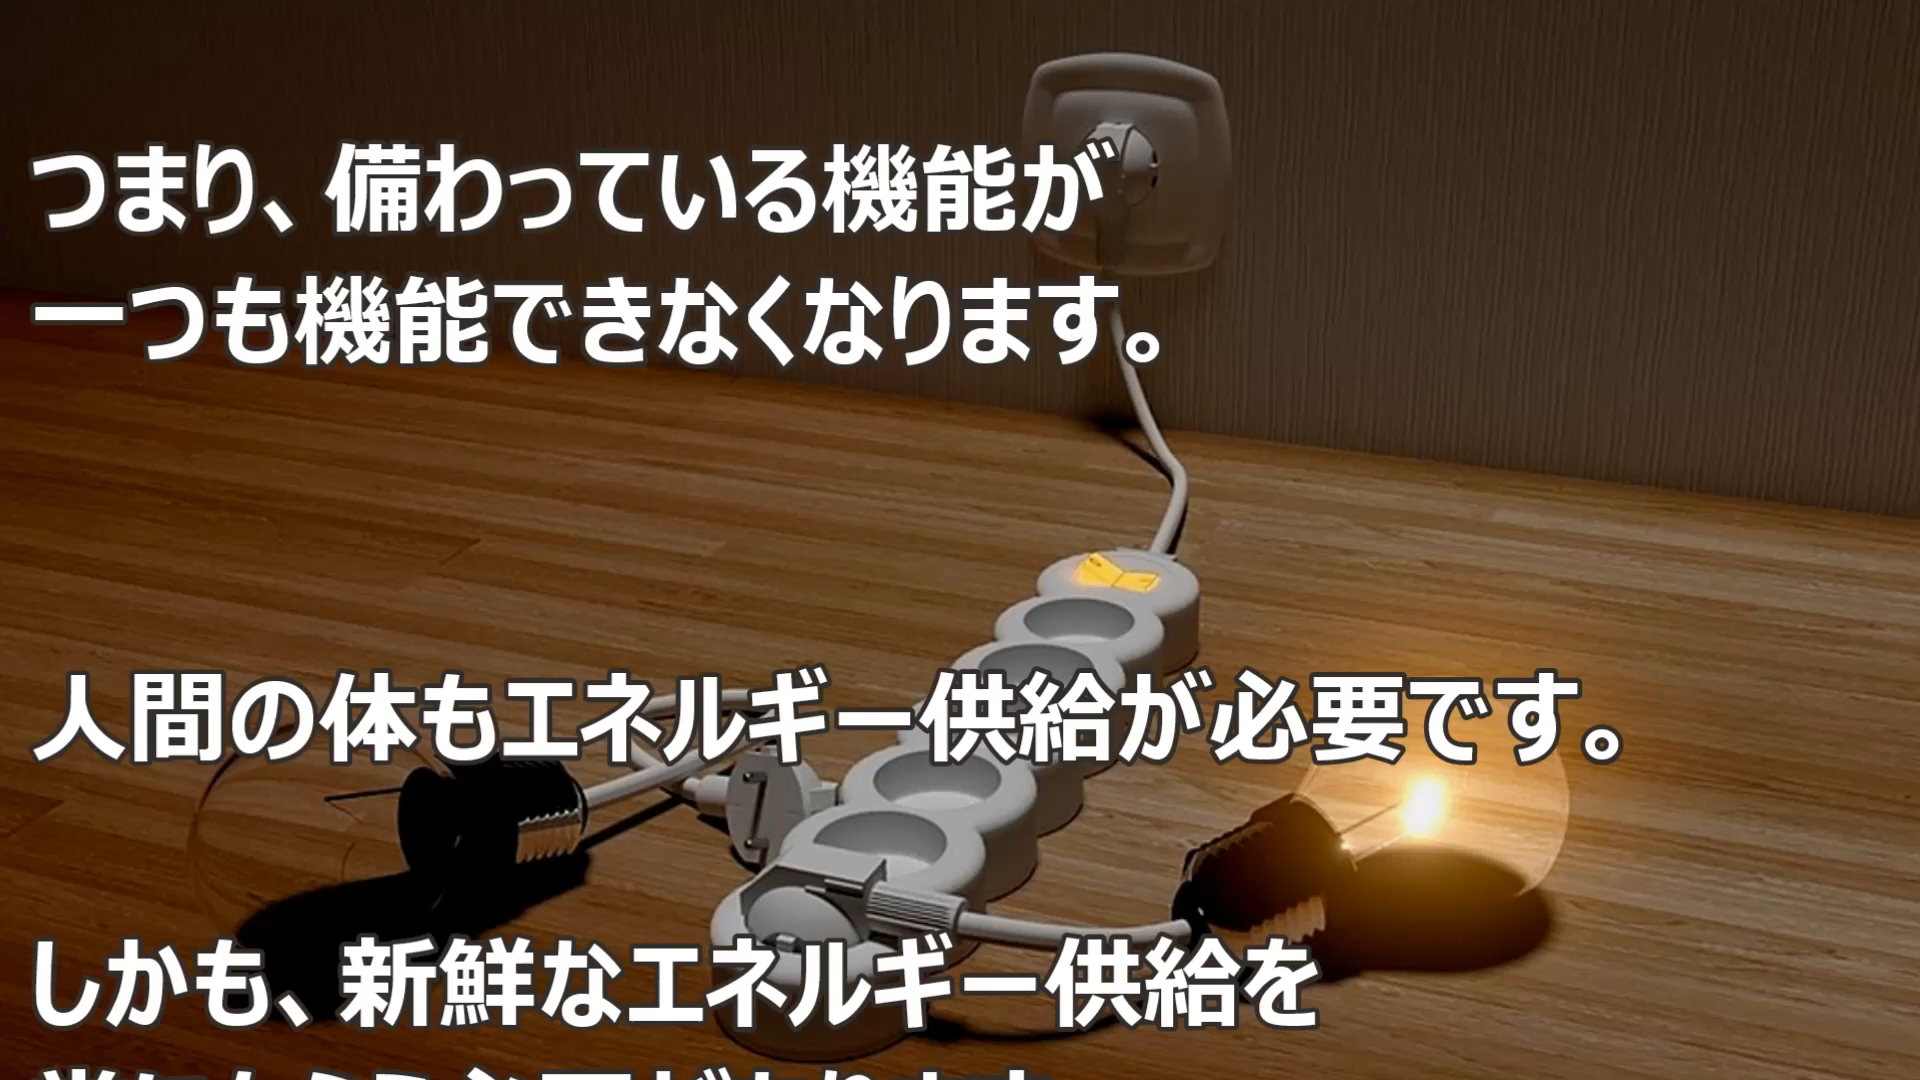 つまり、備わっている機能が
一つも機能できなくなります。
人間の体もエネルギー供給が必要です。
しかも、新鮮なエネルギー供給を